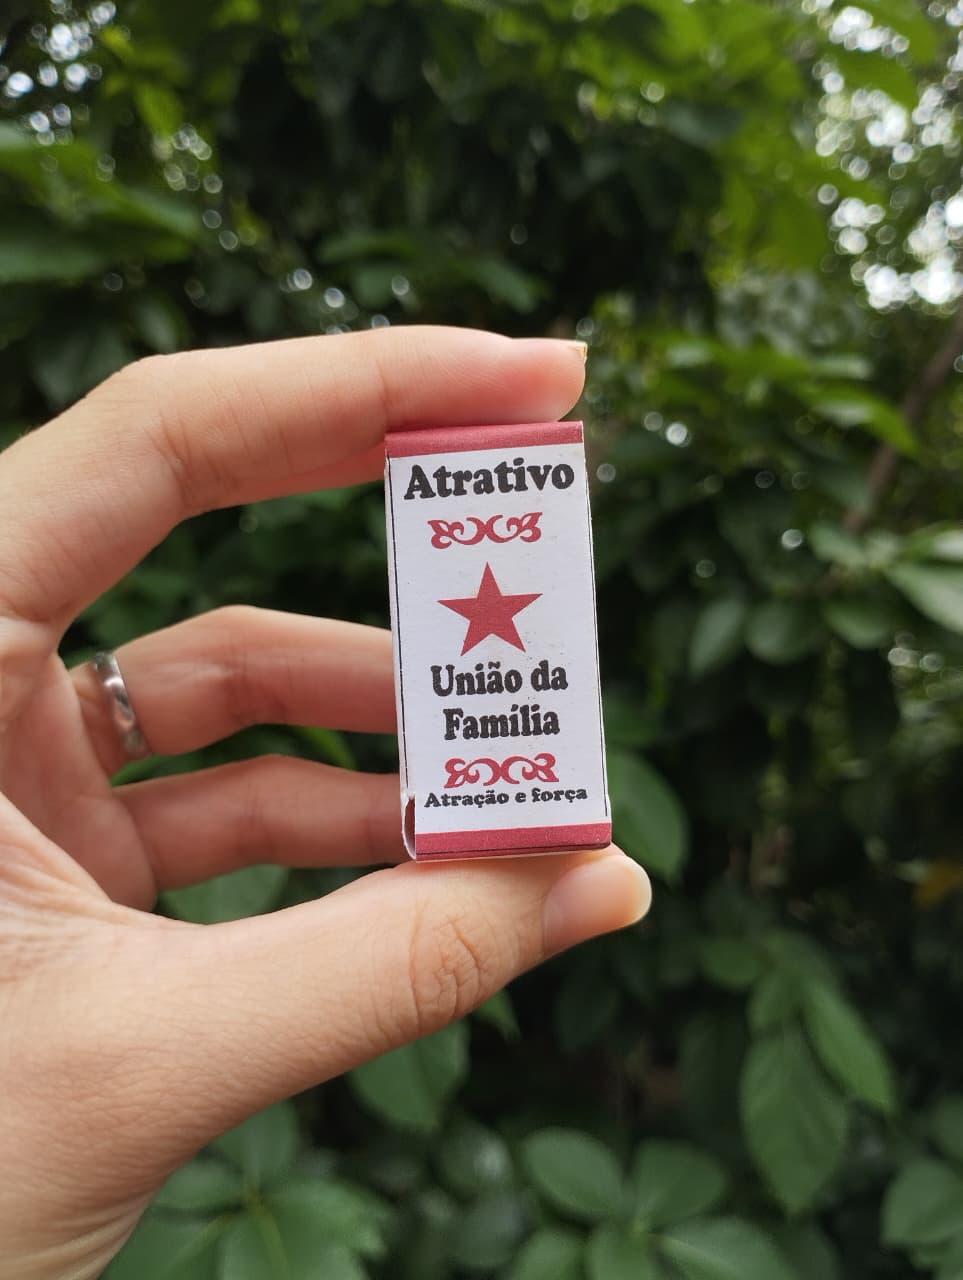 Atrativo
União da
Família
Atração e força